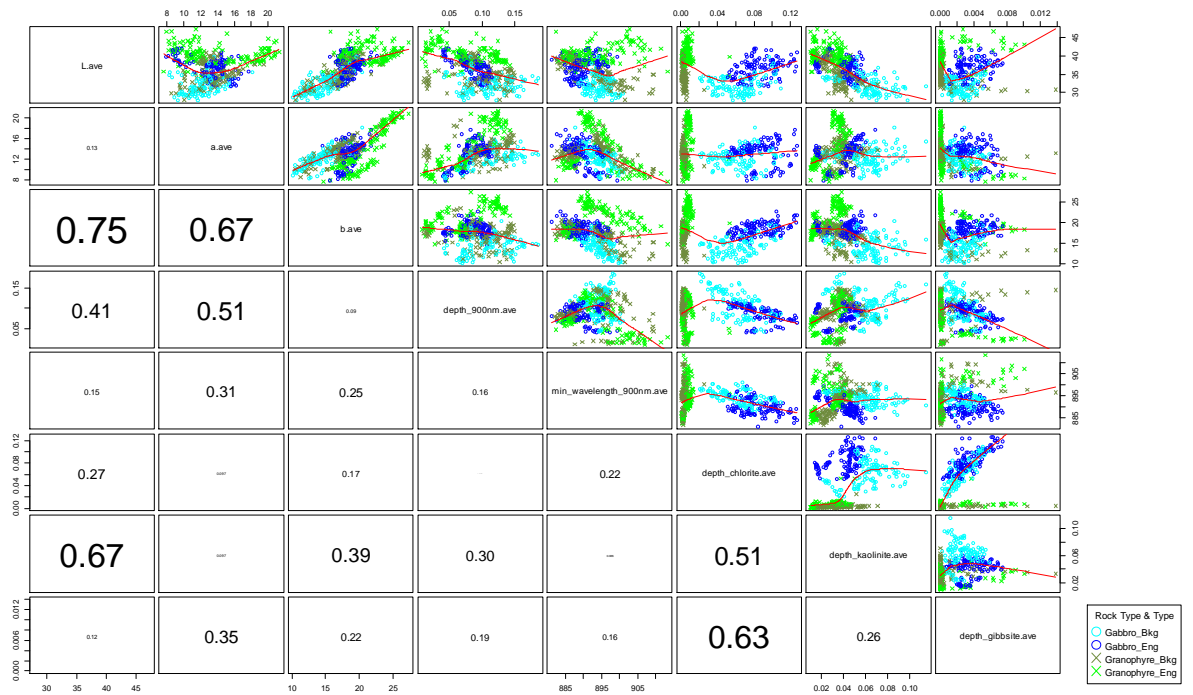 8 10 12 14 16 18 20
0.05 0.10 0.15
0.00 0.04 0.08 0.12
0.000 0.004 0.008 0.012
L.ave
30 35 40 45
8 12 16 20
0.13
a.ave
0.75
0.67
b.ave
10 15 20 25
0.05 0.15
0.41
0.51
0.09
depth_900nm.ave
0.15
0.31
0.25
0.16
min_wavelength_900nm.ave
885 895 905
0.00 0.04 0.08 0.12
0.27
0.17
0.22
depth_chlorite.ave
0.67
0.39
0.30
0.51
depth_kaolinite.ave
0.02 0.06 0.10
0.000 0.006 0.012
0.12
0.35
0.22
0.19
0.16
0.63
0.26
depth_gibbsite.ave
30 35 40 45
10 15 20 25
885 895 905
0.02 0.04 0.06 0.08 0.10
Rock Type & Type
Gabbro_Bkg
Gabbro_Eng
Granophyre_Bkg
Granophyre_Eng